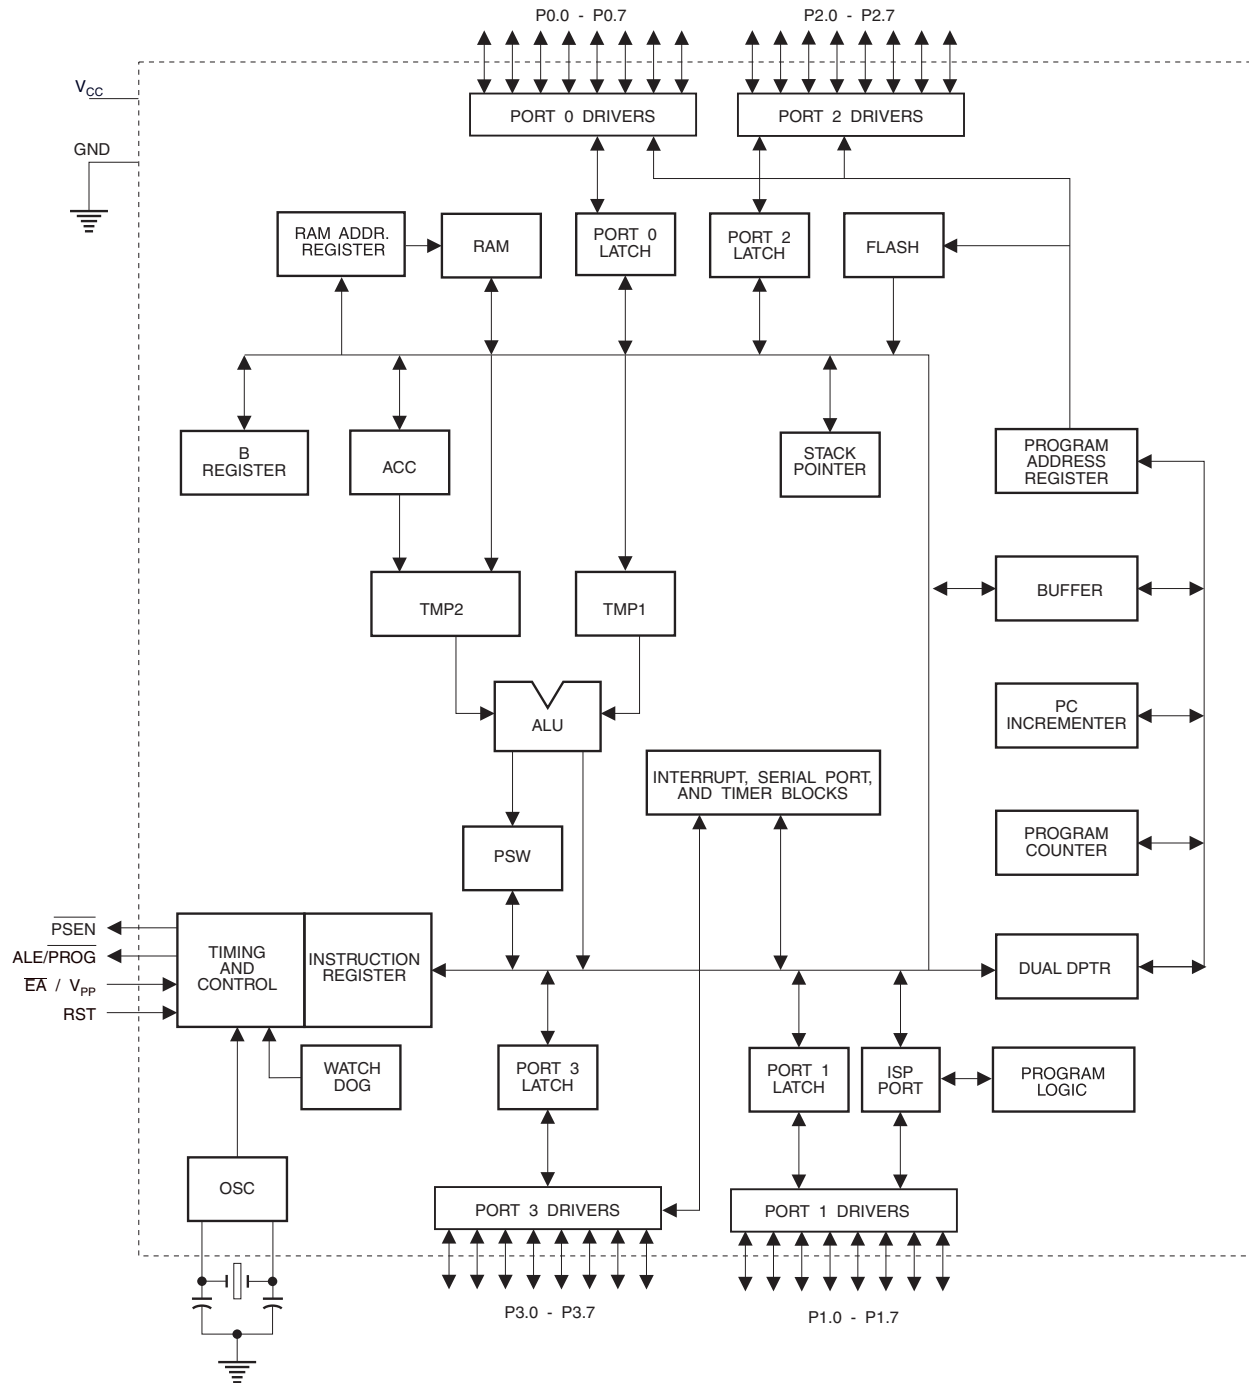 P0.0 - P0.7
P2.0 - P2.7
VCC
PORT 0 DRIVERS
PORT 2 DRIVERS
GND
RAM ADDR.
REGISTER
RAM
PORT 0
LATCH
PORT 2
LATCH
FLASH
B
REGISTER
ACC
STACK
POINTER
PROGRAM
ADDRESS
REGISTER
TMP2
TMP1
BUFFER
ALU
PC
INCREMENTER
INTERRUPT, SERIAL PORT,
AND TIMER BLOCKS
PSW
PROGRAM
COUNTER
PSEN
ALE/PROG
EA / VPP
RST
TIMING
AND
CONTROL
INSTRUCTION
REGISTER
DUAL DPTR
WATCH
DOG
PORT 3
LATCH
PORT 1
LATCH
ISP
PORT
PROGRAM
LOGIC
OSC
PORT 3 DRIVERS
PORT 1 DRIVERS
P3.0 - P3.7
P1.0 - P1.7